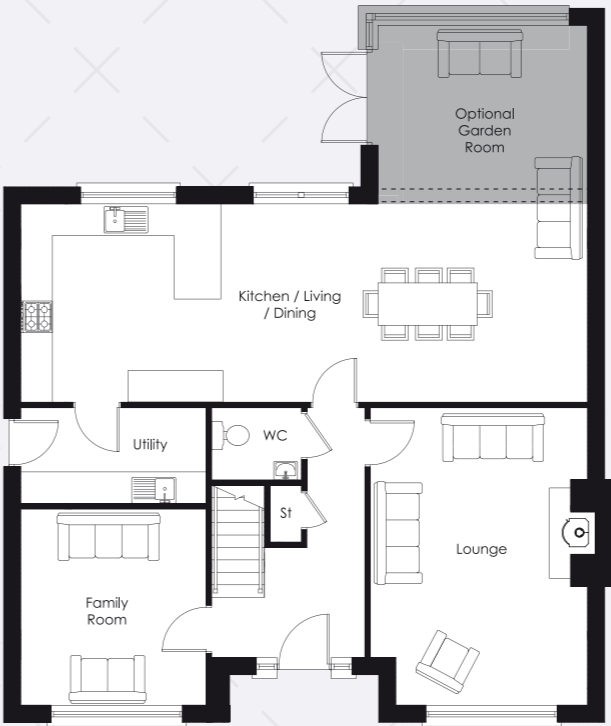 Optional
Garden
Room
Kitchen / Living
/ Dining
WC
Utility
St
Lounge
Family
Room